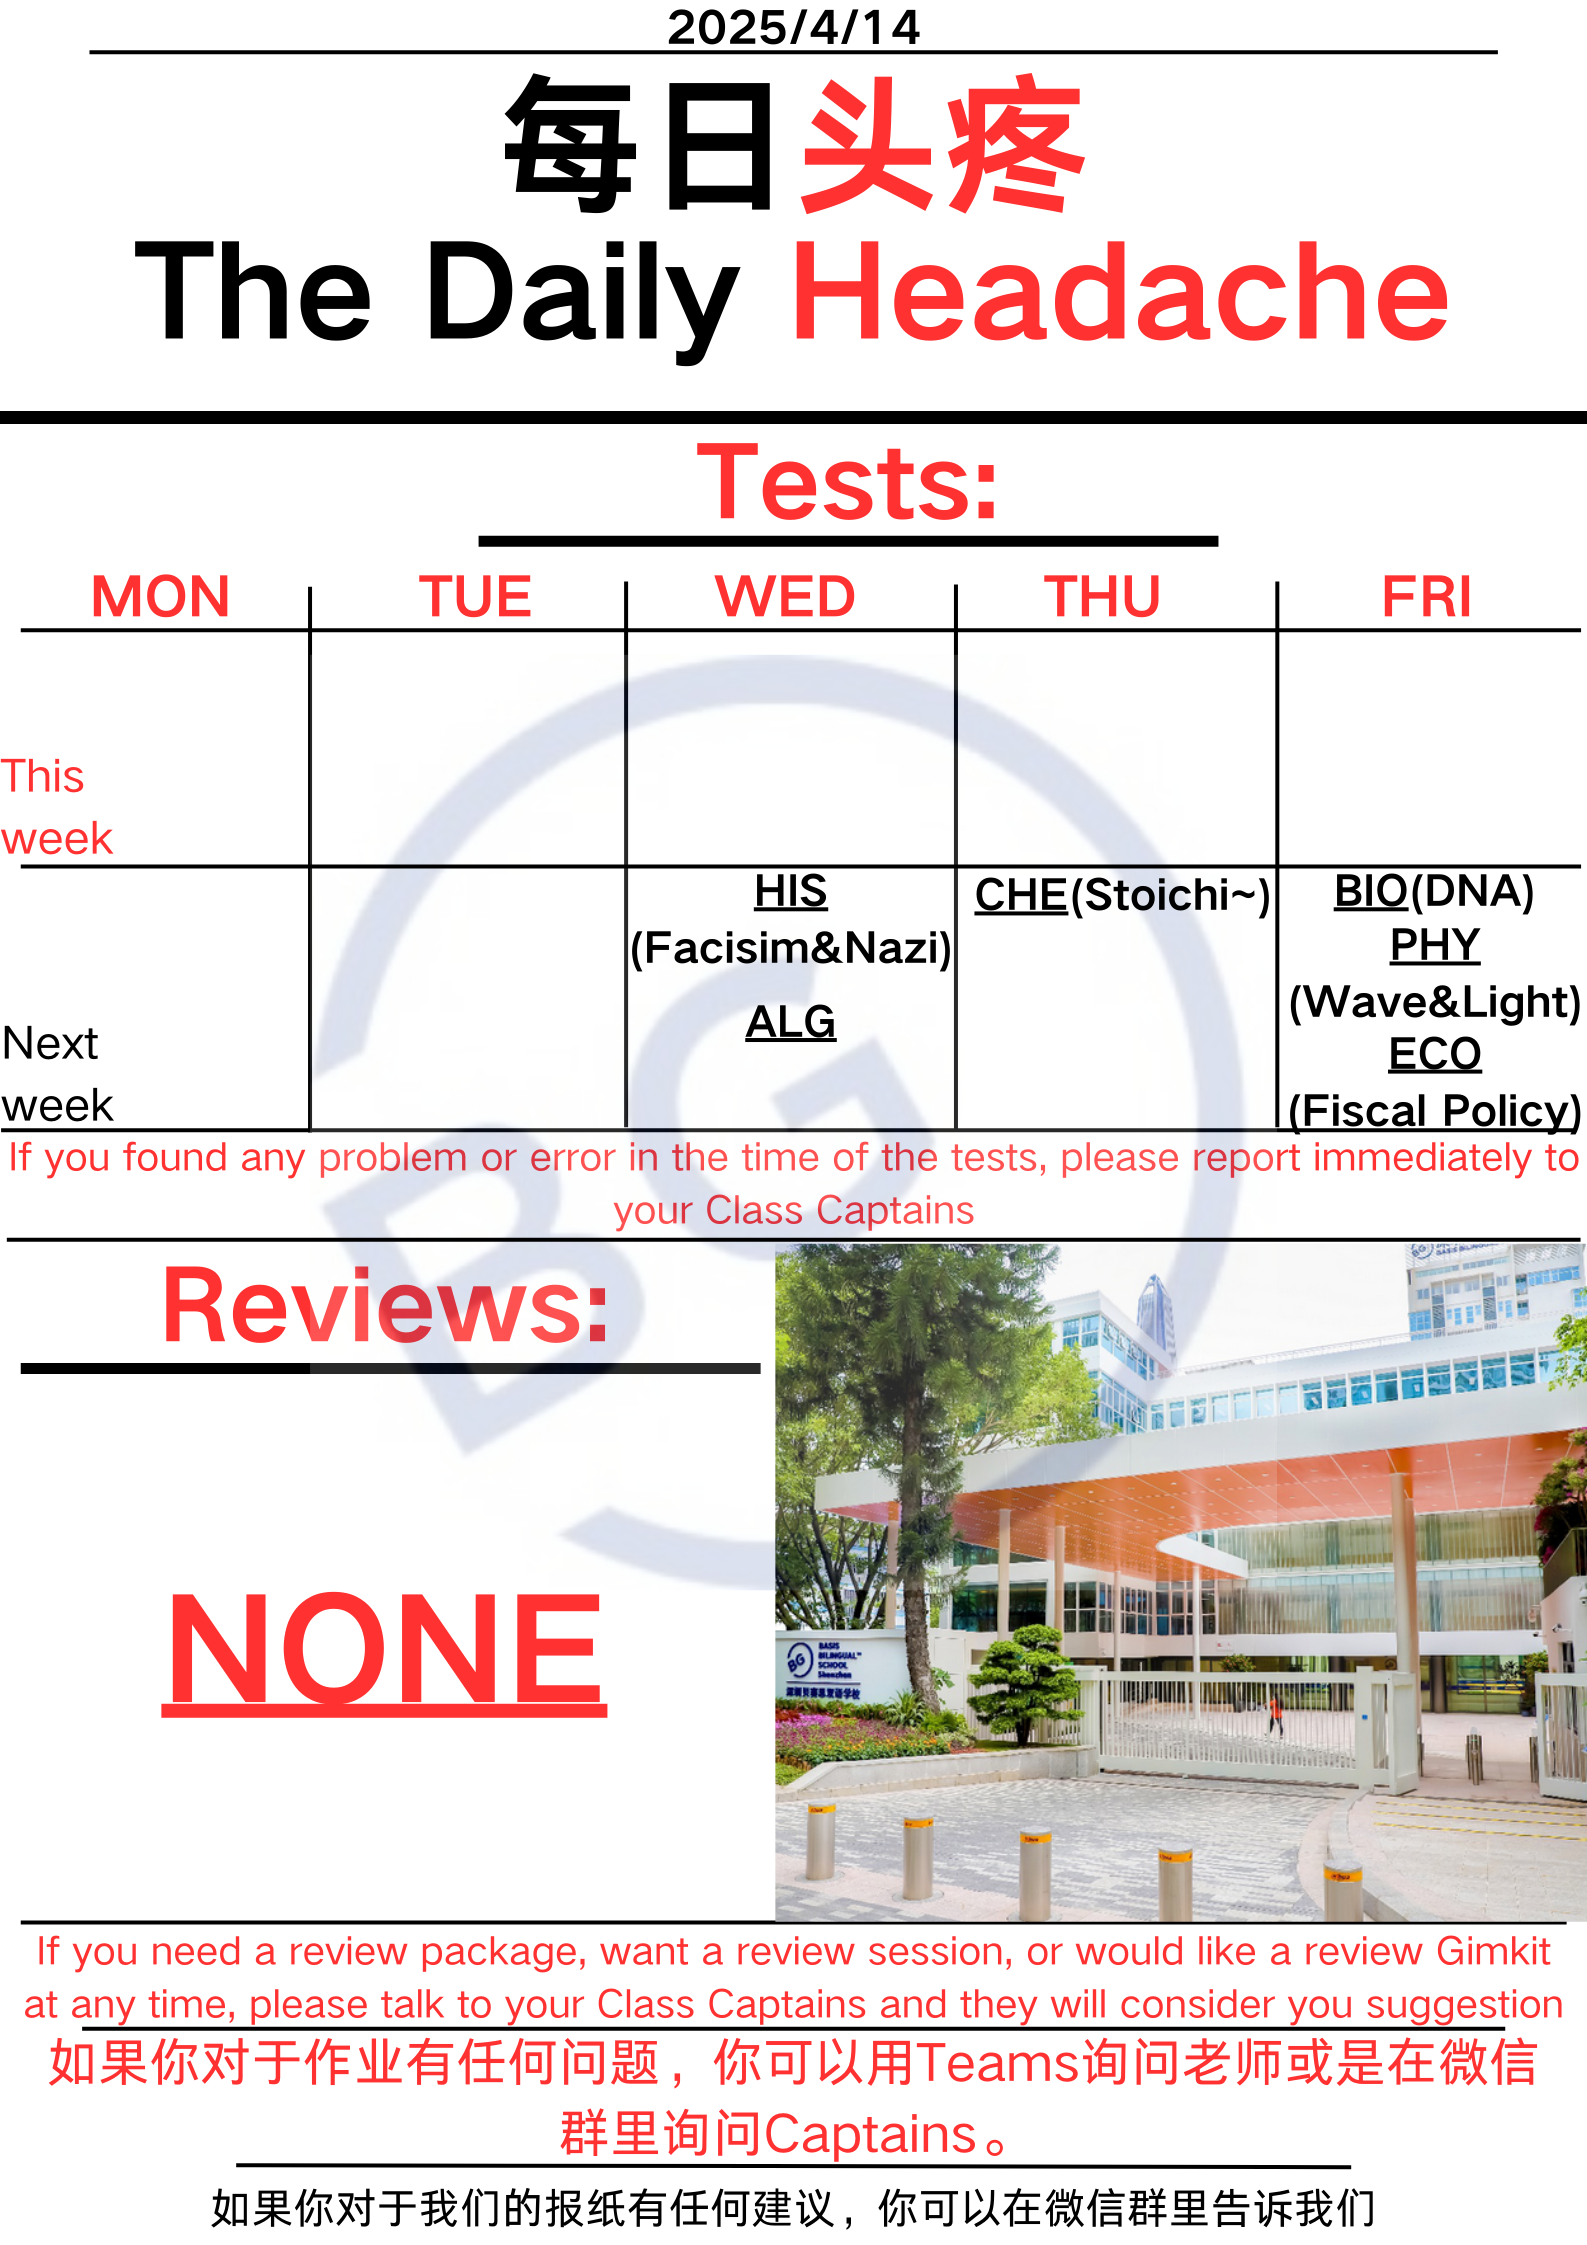 2025/4/14
每日头疼
The Daily Headache
Tests:
MON TUE WED THU FRI
This
week
HIS
(Facisim&Nazi)
ALG
CHE(Stoichi~)
BIO(DNA)
PHY
(Wave&Light)
ECO
(Fiscal Policy)
Next
week
If you found any problem or error in the time of the tests, please report immediately to
your Class Captains
BG
Reviews:
NONE
BASIS BILINGUAL
BG
BASIS
BILINGUAL™
SCHOOL
Shenzhen
深圳贝赛思双语学校
If you need a review package, want a review session, or would like a review Gimkit
at any time, please talk to your Class Captains and they will consider you suggestion
如果你对于作业有任何问题，你可以用Teams询问老师或是在微信
群里询问Captains。
如果你对于我们的报纸有任何建议，你可以在微信群里告诉我们